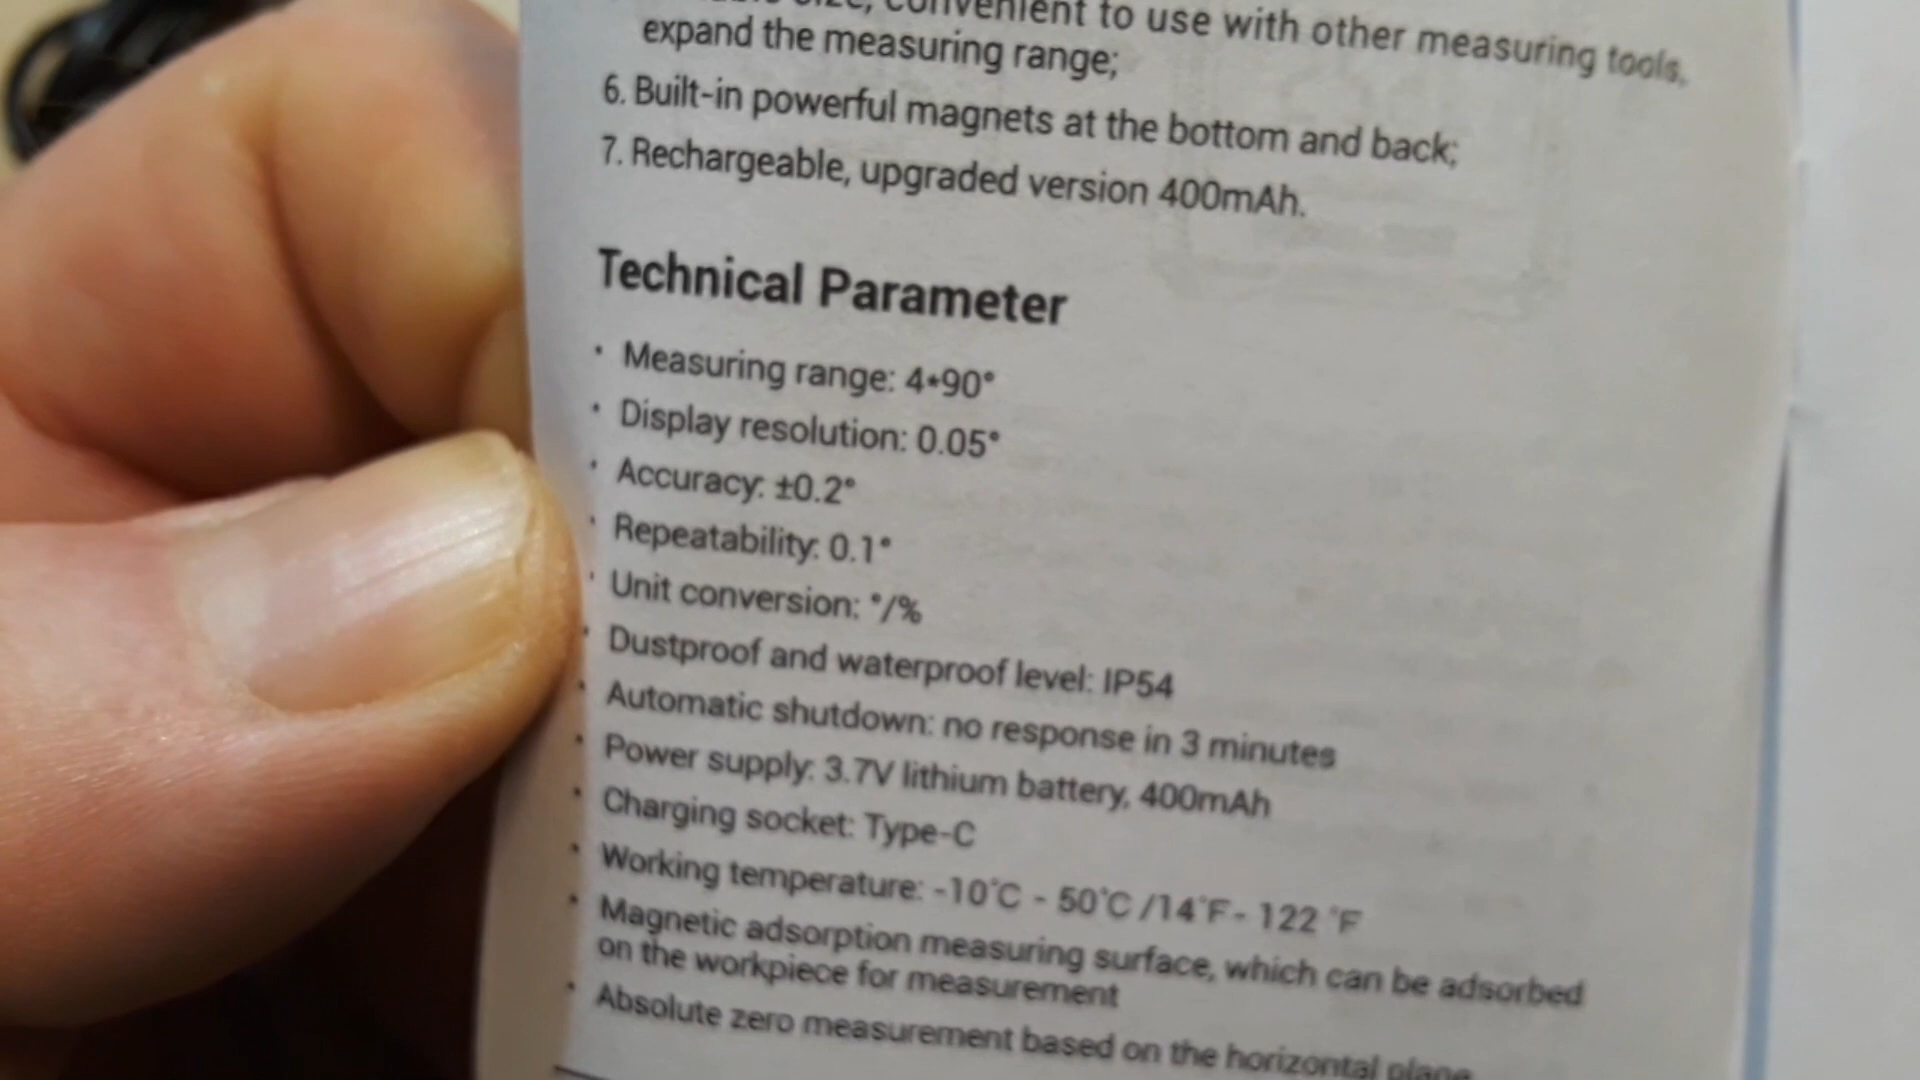 size, convenient to use with other measuring tools,
expand the measuring range;
6. Built-in powerful magnets at the bottom and back;
7. Rechargeable, upgraded version 400mAh.
Technical Parameter
· Measuring range: 4*90°
· Display resolution: 0.05°
· Accuracy: ±0.2°
· Repeatability: 0.1°
· Unit conversion: °/%
· Dustproof and waterproof level: IP54
· Automatic shutdown: no response in 3 minutes
· Power supply: 3.7V lithium battery, 400mAh
· Charging socket: Type-C
· Working temperature: -10°C - 50°C /14°F- 122 °F
· Magnetic adsorption measuring surface, which can be adsorbed
on the workpiece for measurement
· Absolute zero measurement based on the horizontal plane